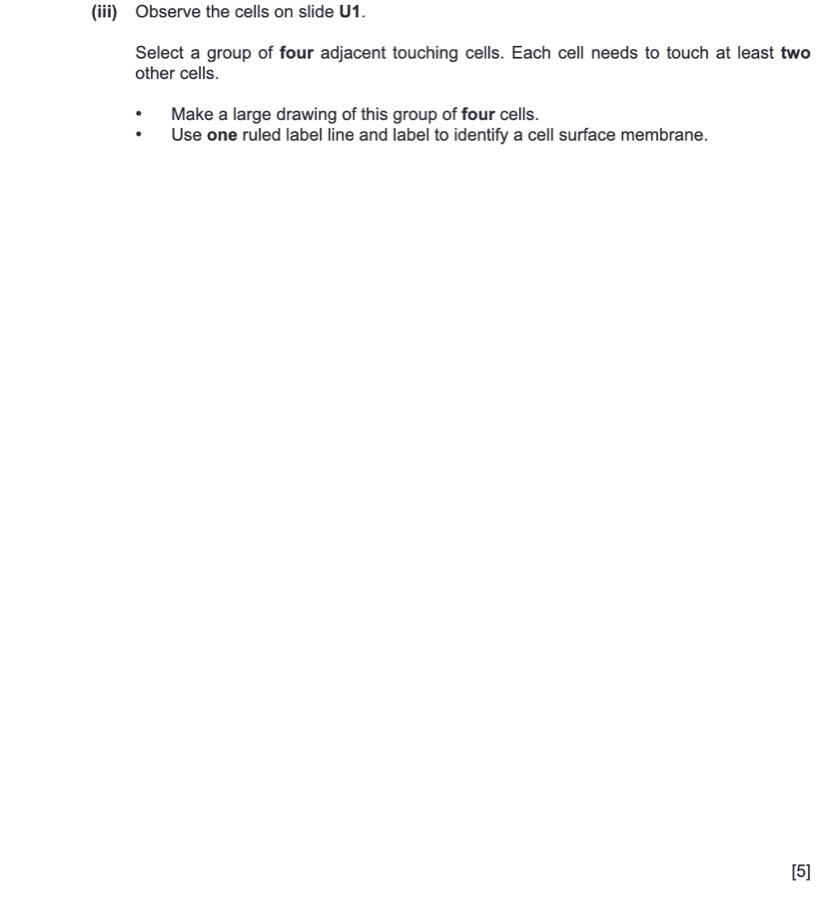 (iii) Observe the cells on slide U1.
Select a group of four adjacent touching cells. Each cell needs to touch at least two
other cells.
• Make a large drawing of this group of four cells.
• Use one ruled label line and label to identify a cell surface membrane.
[5]